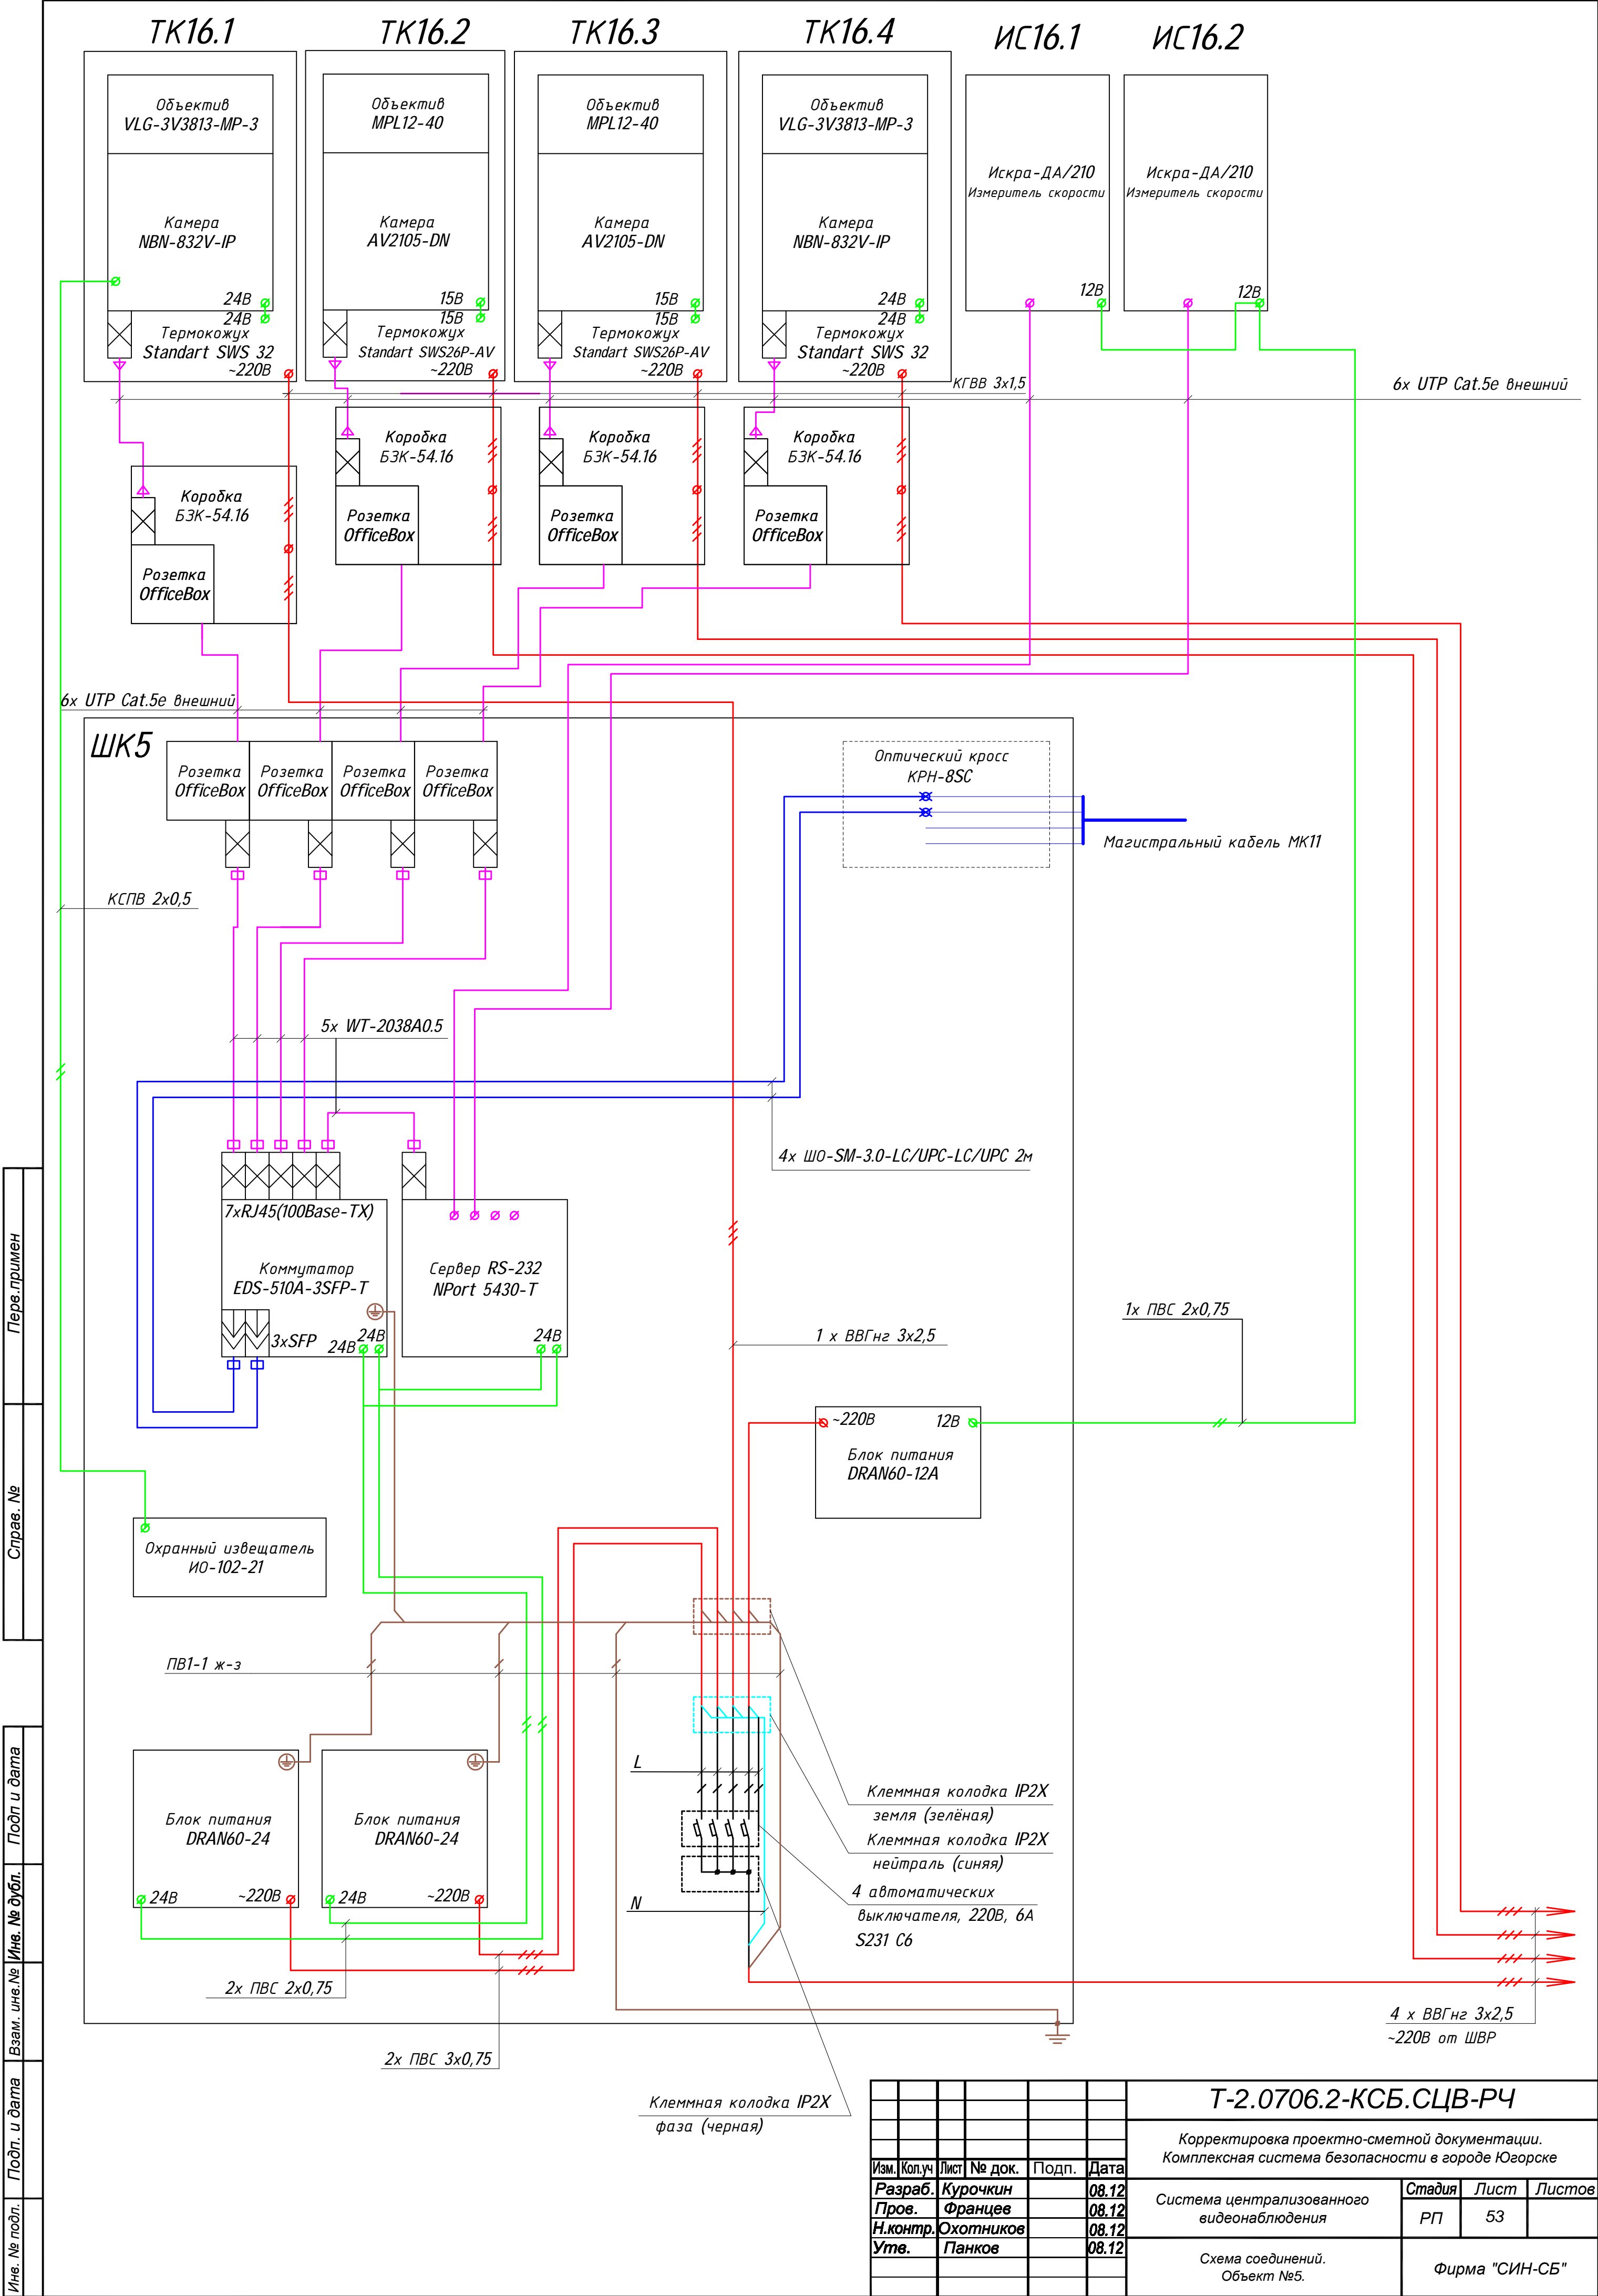 ТК16.1
ТК16.2
ТК16.3
ТК16.4
ИС16.1
ИС16.2
Объектив
VLG-3V3813-MP-3
Камера
NBN-832V-IP
24В
24В
Термокожух
Standart SWS 32
~220В
Объектив
MPL12-40
Камера
AV2105-DN
15В
15В
Термокожух
Standart SWS26P-AV
~220В
Объектив
MPL12-40
Камера
AV2105-DN
15В
15В
Термокожух
Standart SWS26P-AV
~220В
Объектив
VLG-3V3813-MP-3
Камера
NBN-832V-IP
24В
24В
Термокожух
Standart SWS 32
~220В
Искра-ДА/210
Измеритель скорости
12В
Искра-ДА/210
Измеритель скорости
12В
КГВВ 3х1,5
6х UTP Cat.5e внешний
Коробка
БЗК-54.16
Розетка
OfficeBox
Коробка
БЗК-54.16
Розетка
OfficeBox
Коробка
БЗК-54.16
Розетка
OfficeBox
Коробка
БЗК-54.16
Розетка
OfficeBox
6х UTP Cat.5e внешний
ШК5
Розетка
OfficeBox
Розетка
OfficeBox
Розетка
OfficeBox
Розетка
OfficeBox
Оптический кросс
КРН-8SC
Магистральный кабель МК11
КСПВ 2х0,5
5х WT-2038A0.5
4х ШО-SM-3.0-LC/UPC-LC/UPC 2м
7xRJ45(100Base-TX)
Коммутатор
EDS-510A-3SFP-T
3xSFP
24В
24В
Сервер RS-232
NPort 5430-T
24В
1 х ВВГнг 3х2,5
1х ПВС 2х0,75
~220В
12В
Блок питания
DRAN60-12A
Охранный извещатель
ИО-102-21
ПВ1-1 ж-з
Блок питания
DRAN60-24
24В
~220В
Блок питания
DRAN60-24
24В
~220В
L
N
Клеммная колодка IP2X
земля (зелёная)
Клеммная колодка IP2X
нейтраль (синяя)
4 автоматических
выключателя, 220В, 6А
S231 C6
2х ПВС 2х0,75
2х ПВС 3х0,75
Клеммная колодка IP2X
фаза (черная)
4 х ВВГнг 3х2,5
~220В от ШВР
Перв.примен
Справ. №
Подп и дата
Инв. № дубл.
Взам. инв.№
Подп. и дата
Инв. № подл.
Т-2.0706.2-КСБ.СЦВ-РЧ
Корректировка проектно-сметной документации.
Комплексная система безопасности в городе Югорске
Изм. Кол.уч Лист № док. Подп. Дата
Разраб. Курочкин 08.12
Пров. Францев 08.12
Н.контр. Охотников 08.12
Утв. Панков 08.12
Система централизованного
видеонаблюдения
Стадия Лист Листов
РП 53
Схема соединений.
Объект №5.
Фирма "СИН-СБ"